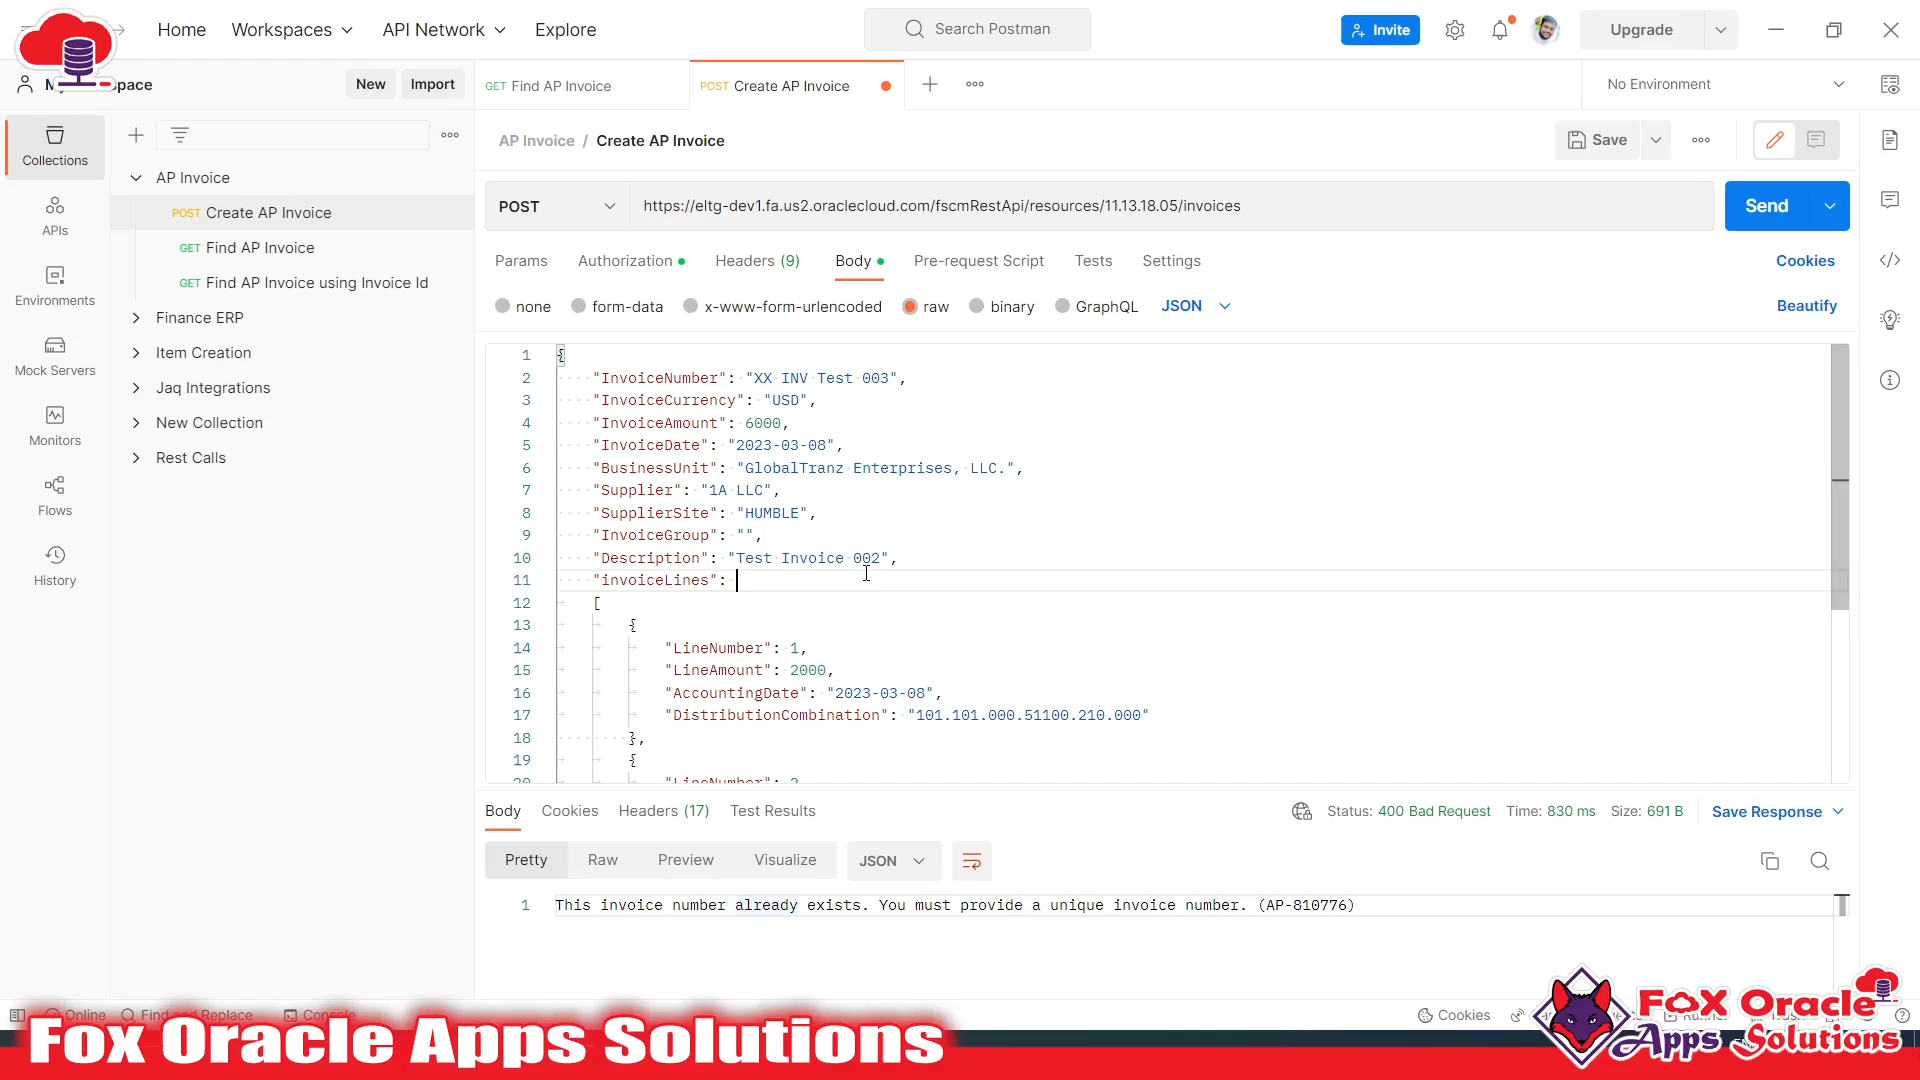 Home
Workspaces
API Network
Explore
Search Postman
Invite
Upgrade
New
Import
GET Find AP Invoice
POST Create AP Invoice
No Environment
Collections
APIs
Environments
Mock Servers
Monitors
Flows
History
AP Invoice
POST Create AP Invoice
GET Find AP Invoice
GET Find AP Invoice using Invoice Id
Finance ERP
Item Creation
Jaq Integrations
New Collection
Rest Calls
AP Invoice / Create AP Invoice
Save
POST
https://eltg-dev1.fa.us2.oraclecloud.com/fscmRestApi/resources/11.13.18.05/invoices
Send
Params
Authorization
Headers (9)
Body
Pre-request Script
Tests
Settings
Cookies
none
form-data
x-www-form-urlencoded
raw
binary
GraphQL
JSON
Beautify
1 {
2 "InvoiceNumber": "XX INV Test 003",
3 "InvoiceCurrency": "USD",
4 "InvoiceAmount": 6000,
5 "InvoiceDate": "2023-03-08",
6 "BusinessUnit": "GlobalTranz Enterprises, LLC.",
7 "Supplier": "1A LLC",
8 "SupplierSite": "HUMBLE",
9 "InvoiceGroup": "",
10 "Description": "Test Invoice 002",
11 "invoiceLines":
12 [
13 {
14 "LineNumber": 1,
15 "LineAmount": 2000,
16 "AccountingDate": "2023-03-08",
17 "DistributionCombination": "101.101.000.51100.210.000"
18 },
19 {
20 "LineNumber": 2
Body
Cookies
Headers (17)
Test Results
Status: 400 Bad Request
Time: 830 ms
Size: 691 B
Save Response
Pretty
Raw
Preview
Visualize
JSON
1 This invoice number already exists. You must provide a unique invoice number. (AP-810776)
Online
Find and Replace
Console
Cookies
Fox Oracle Apps Solutions
Fox Oracle
Apps Solutions